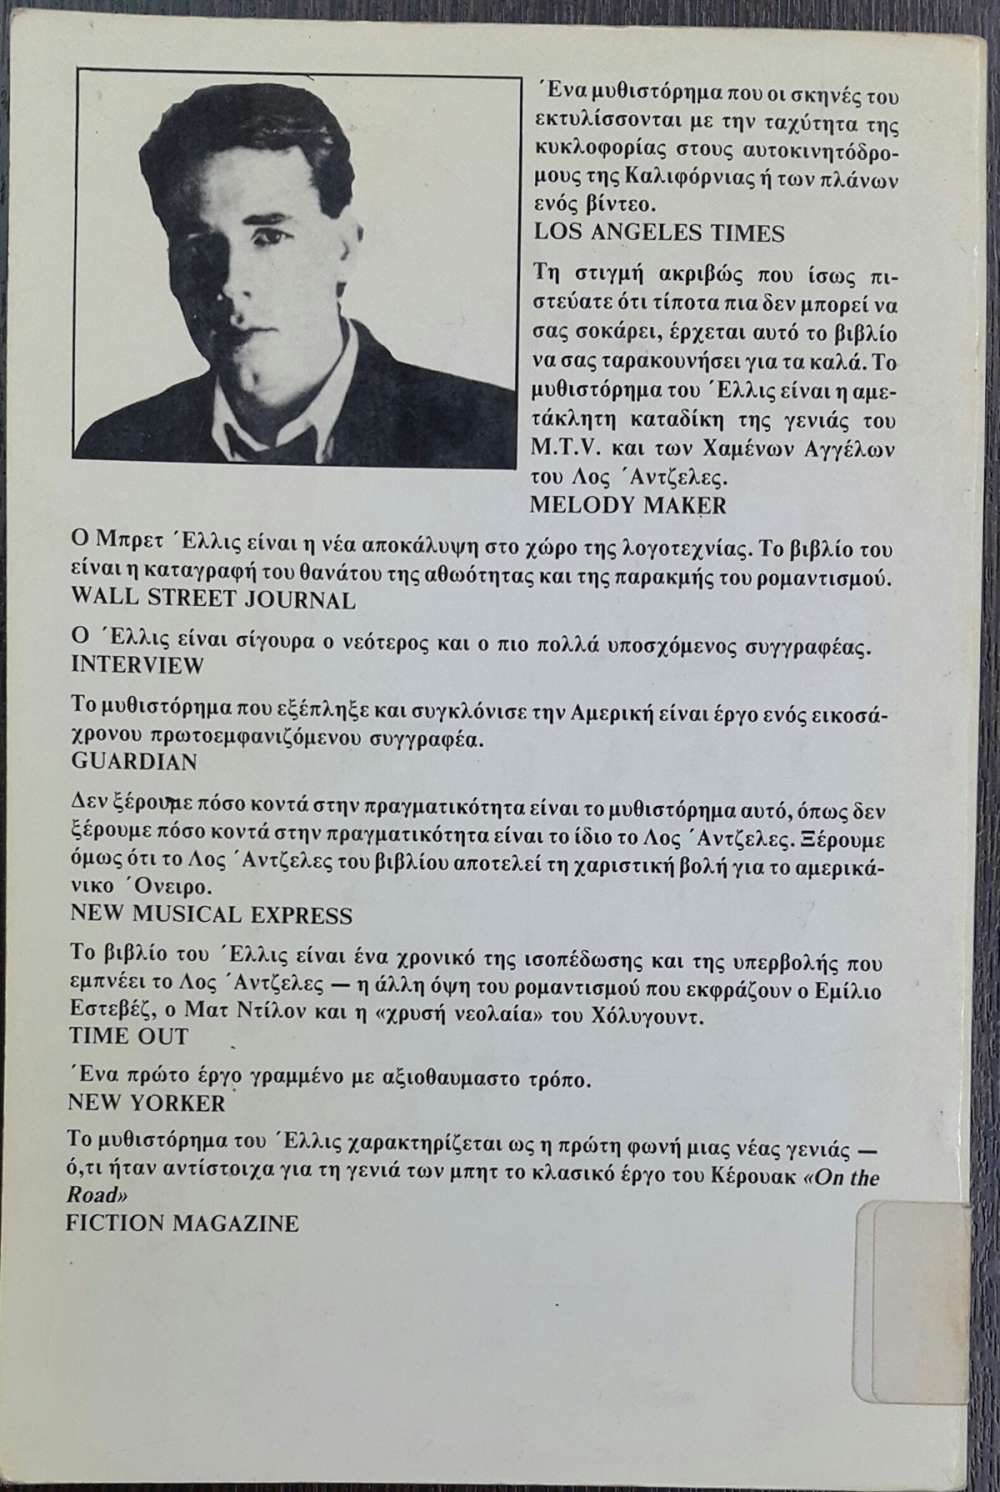 Ένα μυθιστόρημα που οι σκηνές του
εκτυλίσσονται με την ταχύτητα της
κυκλοφορίας στους αυτοκινητόδρο-
μους της Καλιφόρνιας ή των πλάνων
ενός βίντεο.
LOS ANGELES TIMES
Τη στιγμή ακριβώς που ίσως πι-
στεύατε ότι τίποτα πια δεν μπορεί να
σας σοκάρει, έρχεται αυτό το βιβλίο
να σας ταρακουνήσει για τα καλά. Το
μυθιστόρημα του Έλλις είναι η αμε-
τάκλητη καταδίκη της γενιάς του
M.T.V. και των Χαμένων Αγγέλων
του Λος Άντζελες.
MELODY MAKER
Ο Μπρετ Έλλις είναι η νέα αποκάλυψη στο χώρο της λογοτεχνίας. Το βιβλίο του
είναι η καταγραφή του θανάτου της αθωότητας και της παρακμής του ρομαντισμού.
WALL STREET JOURNAL
Ο Έλλις είναι σίγουρα ο νεότερος και ο πιο πολλά υποσχόμενος συγγραφέας.
INTERVIEW
Το μυθιστόρημα που εξέπληξε και συγκλόνισε την Αμερική είναι έργο ενός εικοσά-
χρονου πρωτοεμφανιζόμενου συγγραφέα.
GUARDIAN
Δεν ξέρουμε πόσο κοντά στην πραγματικότητα είναι το μυθιστόρημα αυτό, όπως δεν
ξέρουμε πόσο κοντά στην πραγματικότητα είναι το ίδιο το Λος Άντζελες. Ξέρουμε
όμως ότι το Λος Άντζελες του βιβλίου αποτελεί τη χαριστική βολή για το αμερικά-
νικο Όνειρο.
NEW MUSICAL EXPRESS
Το βιβλίο του Έλλις είναι ένα χρονικό της ισοπέδωσης και της υπερβολής που
εμπνέει το Λος Άντζελες — η άλλη όψη του ρομαντισμού που εκφράζουν ο Εμίλιο
Εστεβέζ, ο Ματ Ντίλον και η «χρυσή νεολαία» του Χόλυγουντ.
TIME OUT
Ένα πρώτο έργο γραμμένο με αξιοθαυμαστο τρόπο.
NEW YORKER
Το μυθιστόρημα του Έλλις χαρακτηρίζεται ως η πρώτη φωνή μιας νέας γενιάς —
ό,τι ήταν αντίστοιχα για τη γενιά των μπητ το κλασικό έργο του Κέρουακ «On the
Road»
FICTION MAGAZINE